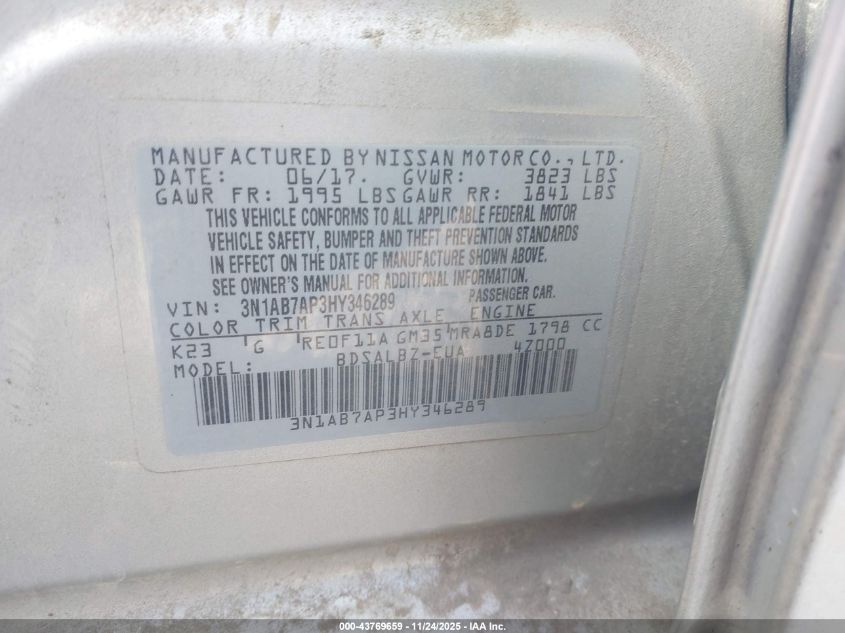 MANUFACTURED BY NISSAN MOTOR CO., LTD.
DATE: 06/17. GVWR: 3823 LBS
GAWR FR: 1995 LBS GAWR RR: 1841 LBS
THIS VEHICLE CONFORMS TO ALL APPLICABLE FEDERAL MOTOR
VEHICLE SAFETY, BUMPER AND THEFT PREVENTION STANDARDS
IN EFFECT ON THE DATE OF MANUFACTURE SHOWN ABOVE.
SEE OWNER'S MANUAL FOR ADDITIONAL INFORMATION.
VIN: 3N1AB7AP3HY346289 PASSENGER CAR.
COLOR TRIM TRANS AXLE ENGINE
K23 G RE0F11A GM35 MRA8DE 1798 CC
MODEL: BDSALBZ-EUA 47000
3N1AB7AP3HY346289
000-43769659 - 11/24/2025 - IAA Inc.